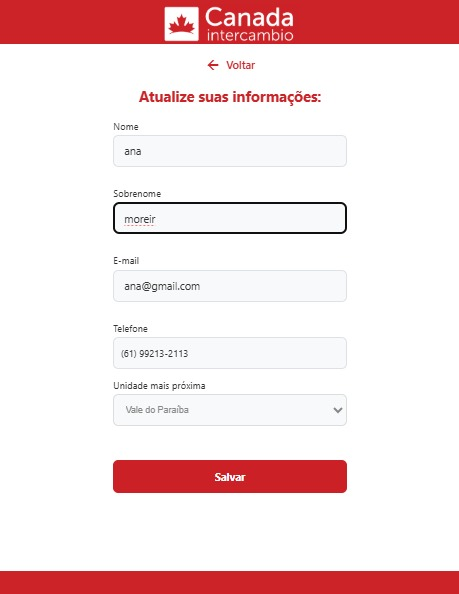 Canada
intercambio
← Voltar
Atualize suas informações:
Nome
ana
Sobrenome
moreir
E-mail
ana@gmail.com
Telefone
(61) 99213-2113
Unidade mais próxima
Vale do Paraíba
Salvar